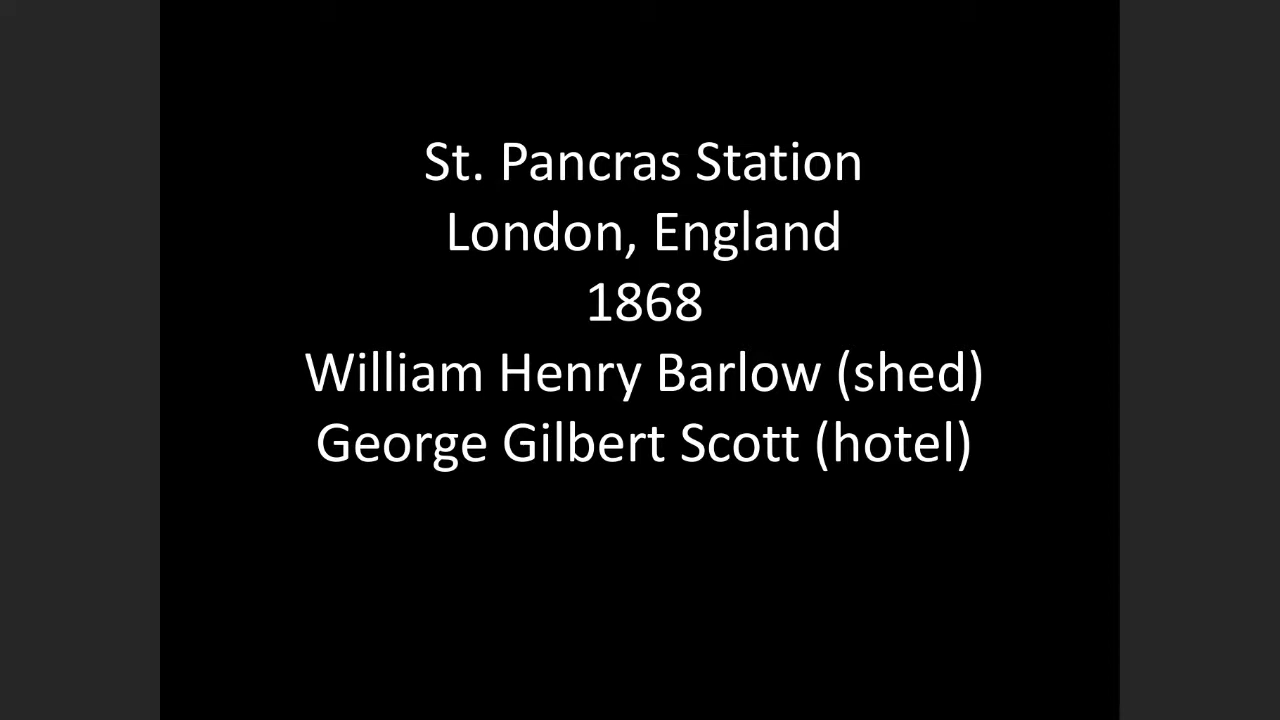 St. Pancras Station
London, England
1868
William Henry Barlow (shed)
George Gilbert Scott (hotel)